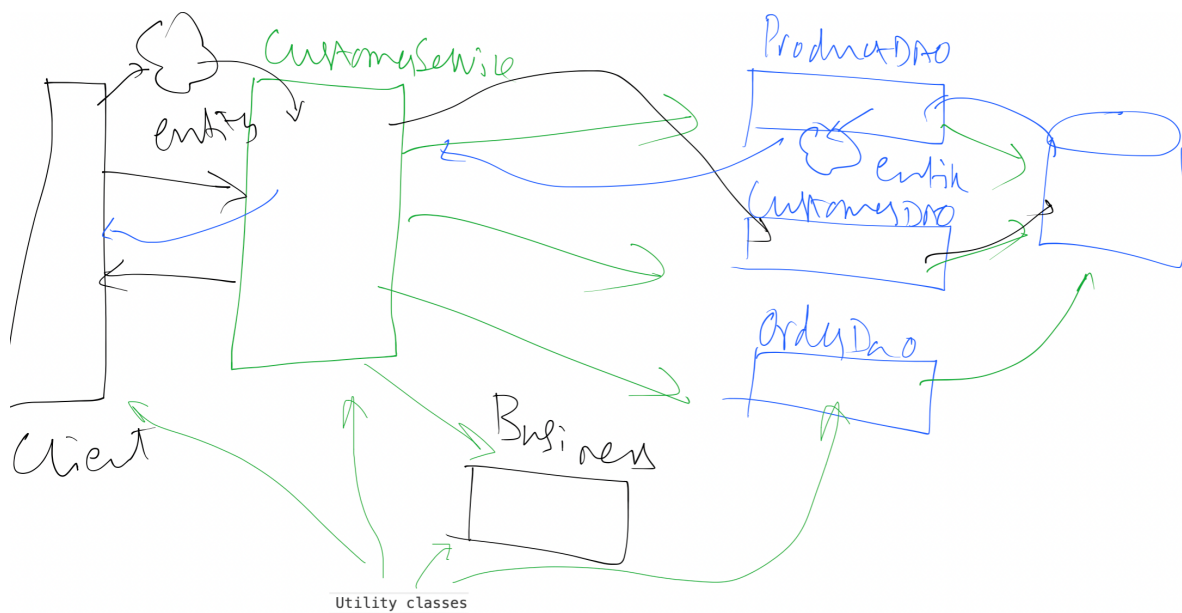 CustomerService
ProductDAO
entity
entity
CustomerDAO
OrderDao
Client
Business
Utility classes